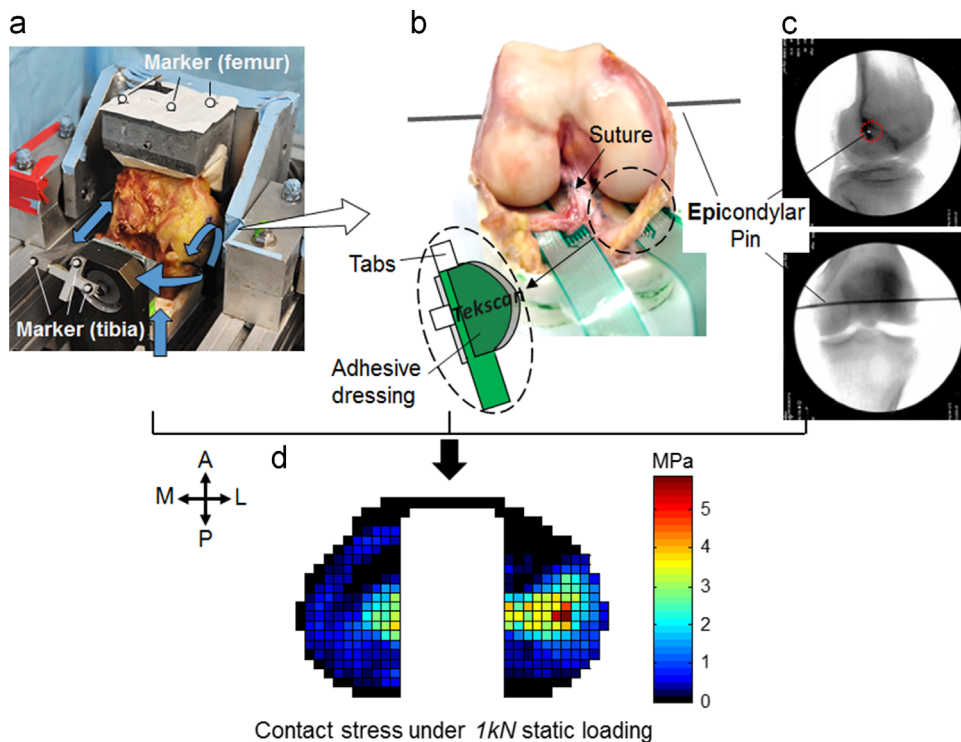 a
Marker (femur)
Marker (tibia)
b
Suture
Epicondylar
Pin
Tabs
Tekscan
Adhesive
dressing
c
d
A
M
L
P
MPa
5
4
3
2
1
0
Contact stress under 1kN static loading